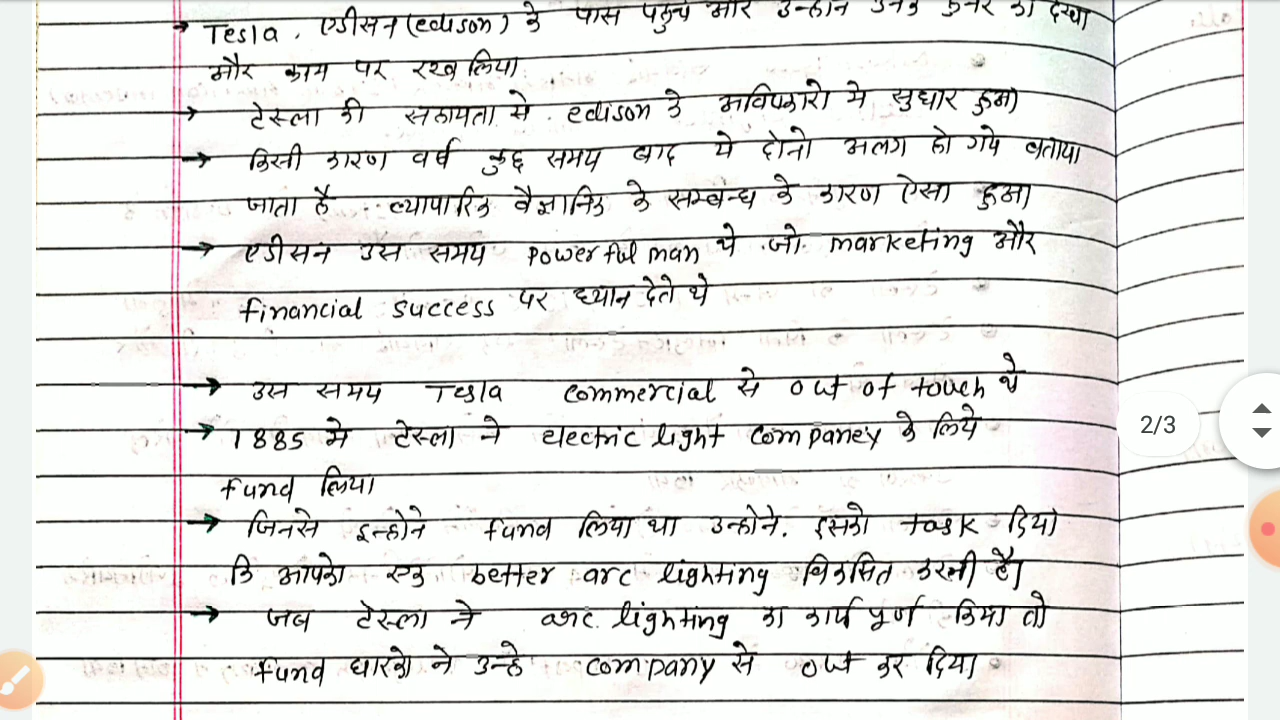 → Tesla. एडीसन (edison) के पास पहुचे और उन्होने उनके हुनर को देखा
और काम पर रख लिया
→ टेस्ला की सहायता से. edison के अविष्कारो मे सुधार हुआ)
→ किसी कारण वर्ष कुछ समय बाद ये दोनो अलग हो गये बताया
जाता है .. व्यापारिक वैज्ञानिक के सम्बन्ध के कारण ऐसा हुआ)
→ एडीसन उस समय powerful man थे .जो. marketing और
financial success पर ध्यान देते थे
→ उस समय Tesla commercial से out of touch थे
→ 1885 मे टेस्ला ने electric light companey के लिये
fund लिया
→ जिनसे इन्होने fund लिया था उन्होने. इसको task दिया
कि आपको एक better arc lighting विकसित करनी है।
→ जब टेस्ला ने arc. lighting का कार्य पूर्ण किया तो
fund धारको ने उन्हे company से out कर दिया
2/3